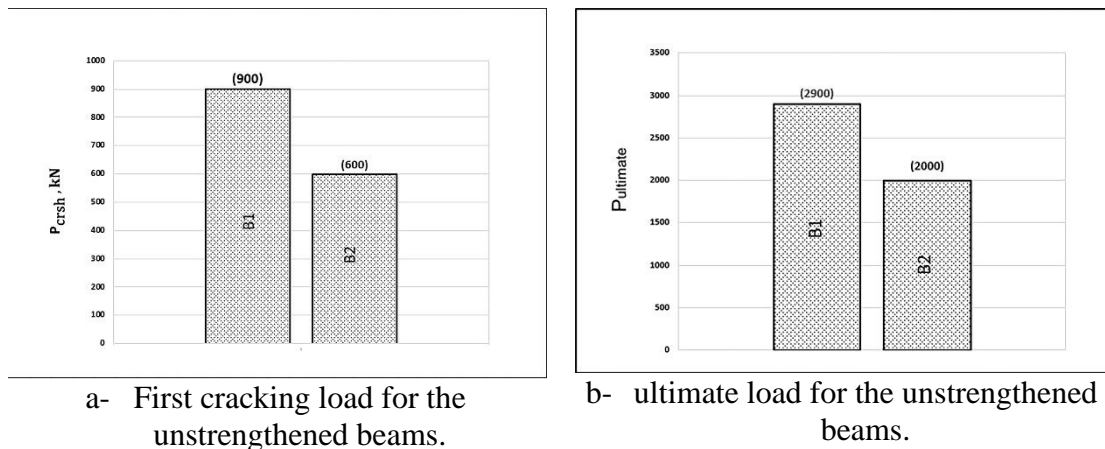 1000
900
800
700
600
500
400
300
200
100
0
P_crsh , kN
(900)
(600)
B1
B2
a- First cracking load for the
unstrengthened beams.
3500
3000
2500
2000
1500
1000
500
0
Pultimate
(2900)
(2000)
B1
B2
b- ultimate load for the unstrengthened
beams.